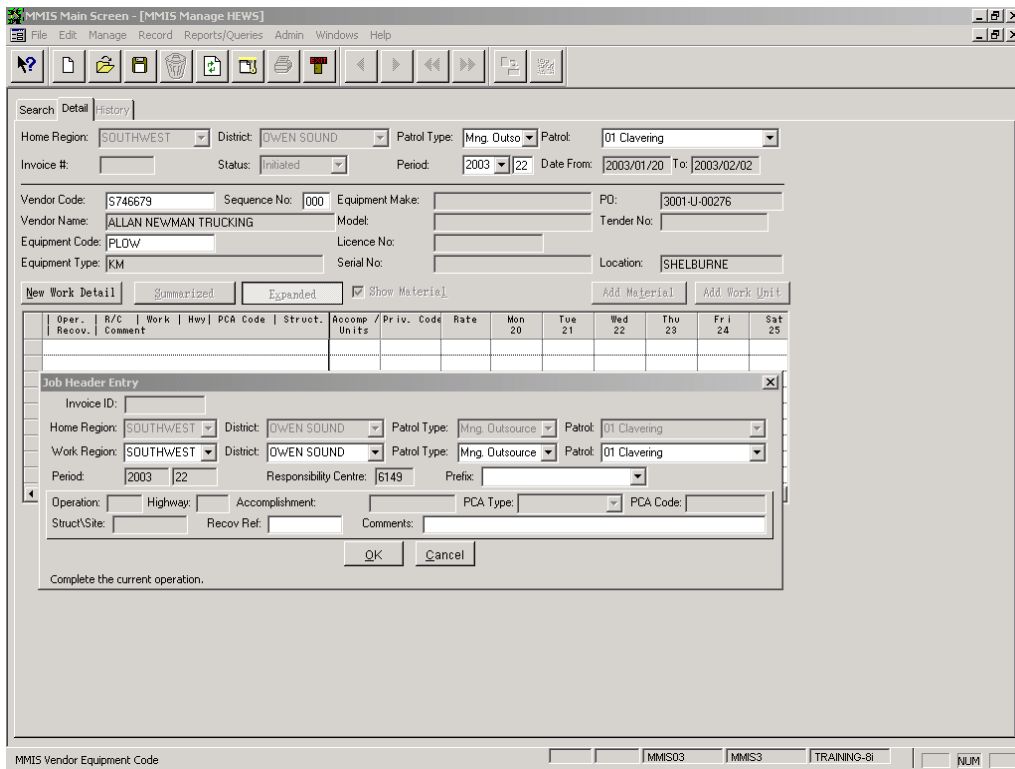 MMIS Main Screen - [MMIS Manage HEWS]
File Edit Manage Record Reports/Queries Admin Windows Help
Search Detail History
Home Region: SOUTHWEST District: OWEN SOUND Patrol Type: Mng. Outso Patrol: 01 Clavering
Invoice #: Status: Initiated Period: 2003 22 Date From: 2003/01/20 To: 2003/02/02
Vendor Code: S746679 Sequence No: 000 Equipment Make: PO: 3001-U-00276
Vendor Name: ALLAN NEWMAN TRUCKING Model: Tender No:
Equipment Code: PLOW Licence No:
Equipment Type: KM Serial No: Location: SHELBURNE
New Work Detail Summarized Expanded Show Material Add Material Add Work Unit
| Oper. | R/C | Work | Hwy| PCA Code | Struct. Accomp / Priv. Code Rate Mon Tue Wed Thu Fri Sat
| Recov. | Comment Units 20 21 22 23 24 25
Job Header Entry
Invoice ID:
Home Region: SOUTHWEST District: OWEN SOUND Patrol Type: Mng. Outsource Patrol: 01 Clavering
Work Region: SOUTHWEST District: OWEN SOUND Patrol Type: Mng. Outsource Patrol: 01 Clavering
Period: 2003 22 Responsibility Centre: 6149 Prefix:
Operation: Highway: Accomplishment: PCA Type: PCA Code:
Struct\Site: Recov Ref: Comments:
OK Cancel
Complete the current operation.
MMIS Vendor Equipment Code MMIS03 MMIS3 TRAINING-8i NUM